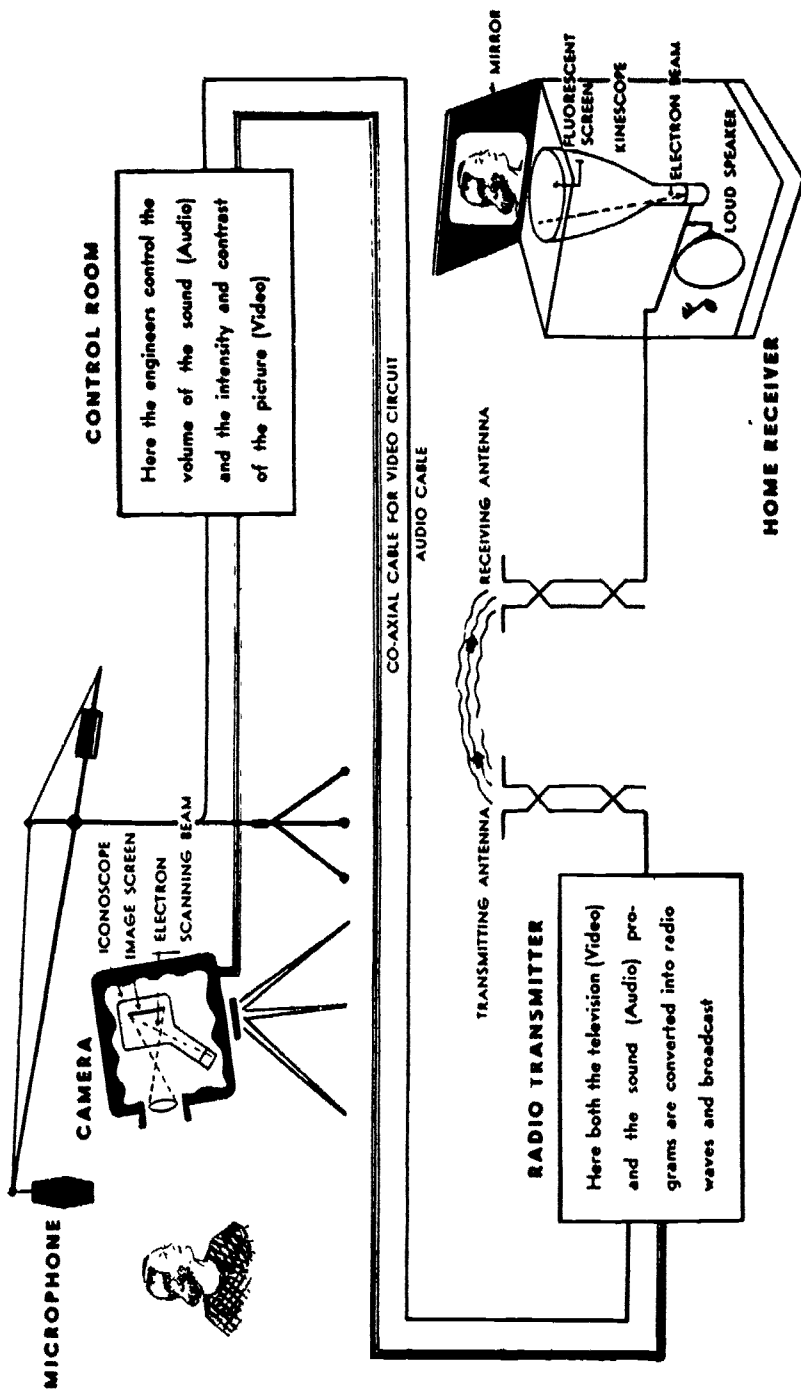 MICROPHONE
CAMERA
ICONOSCOPE
IMAGE SCREEN
ELECTRON
SCANNING BEAM
CONTROL ROOM
Here the engineers control the
volume of the sound (Audio)
and the intensity and contrast
of the picture (Video)
CO-AXIAL CABLE FOR VIDEO CIRCUIT
AUDIO CABLE
RADIO TRANSMITTER
Here both the television (Video)
and the sound (Audio) pro-
grams are converted into radio
waves and broadcast
TRANSMITTING ANTENNA
RECEIVING ANTENNA
MIRROR
FLUORESCENT
SCREEN
KINESCOPE
ELECTRON BEAM
LOUD SPEAKER
HOME RECEIVER